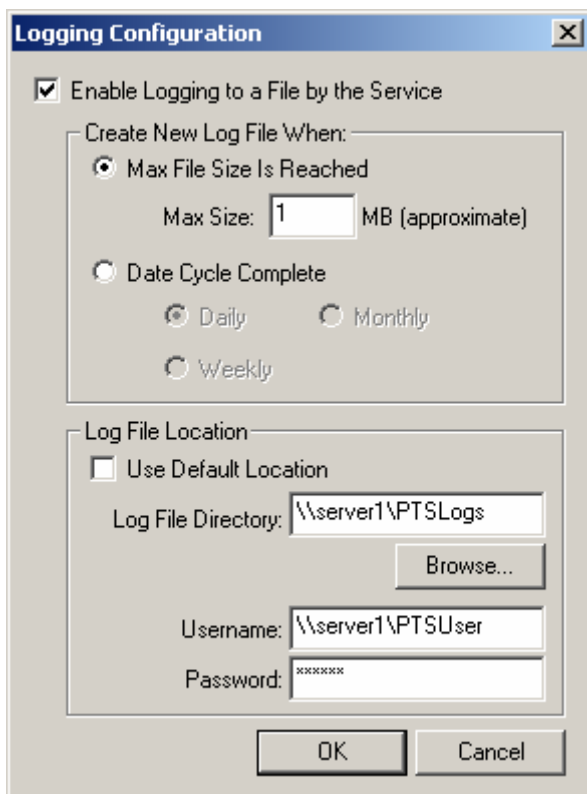 Logging Configuration
Enable Logging to a File by the Service
Create New Log File When:
Max File Size Is Reached
Max Size: 1 MB (approximate)
Date Cycle Complete
Daily Monthly
Weekly
Log File Location
Use Default Location
Log File Directory: \\server1\PTSLogs
Browse...
Username: \\server1\PTSUser
Password: ******
OK Cancel